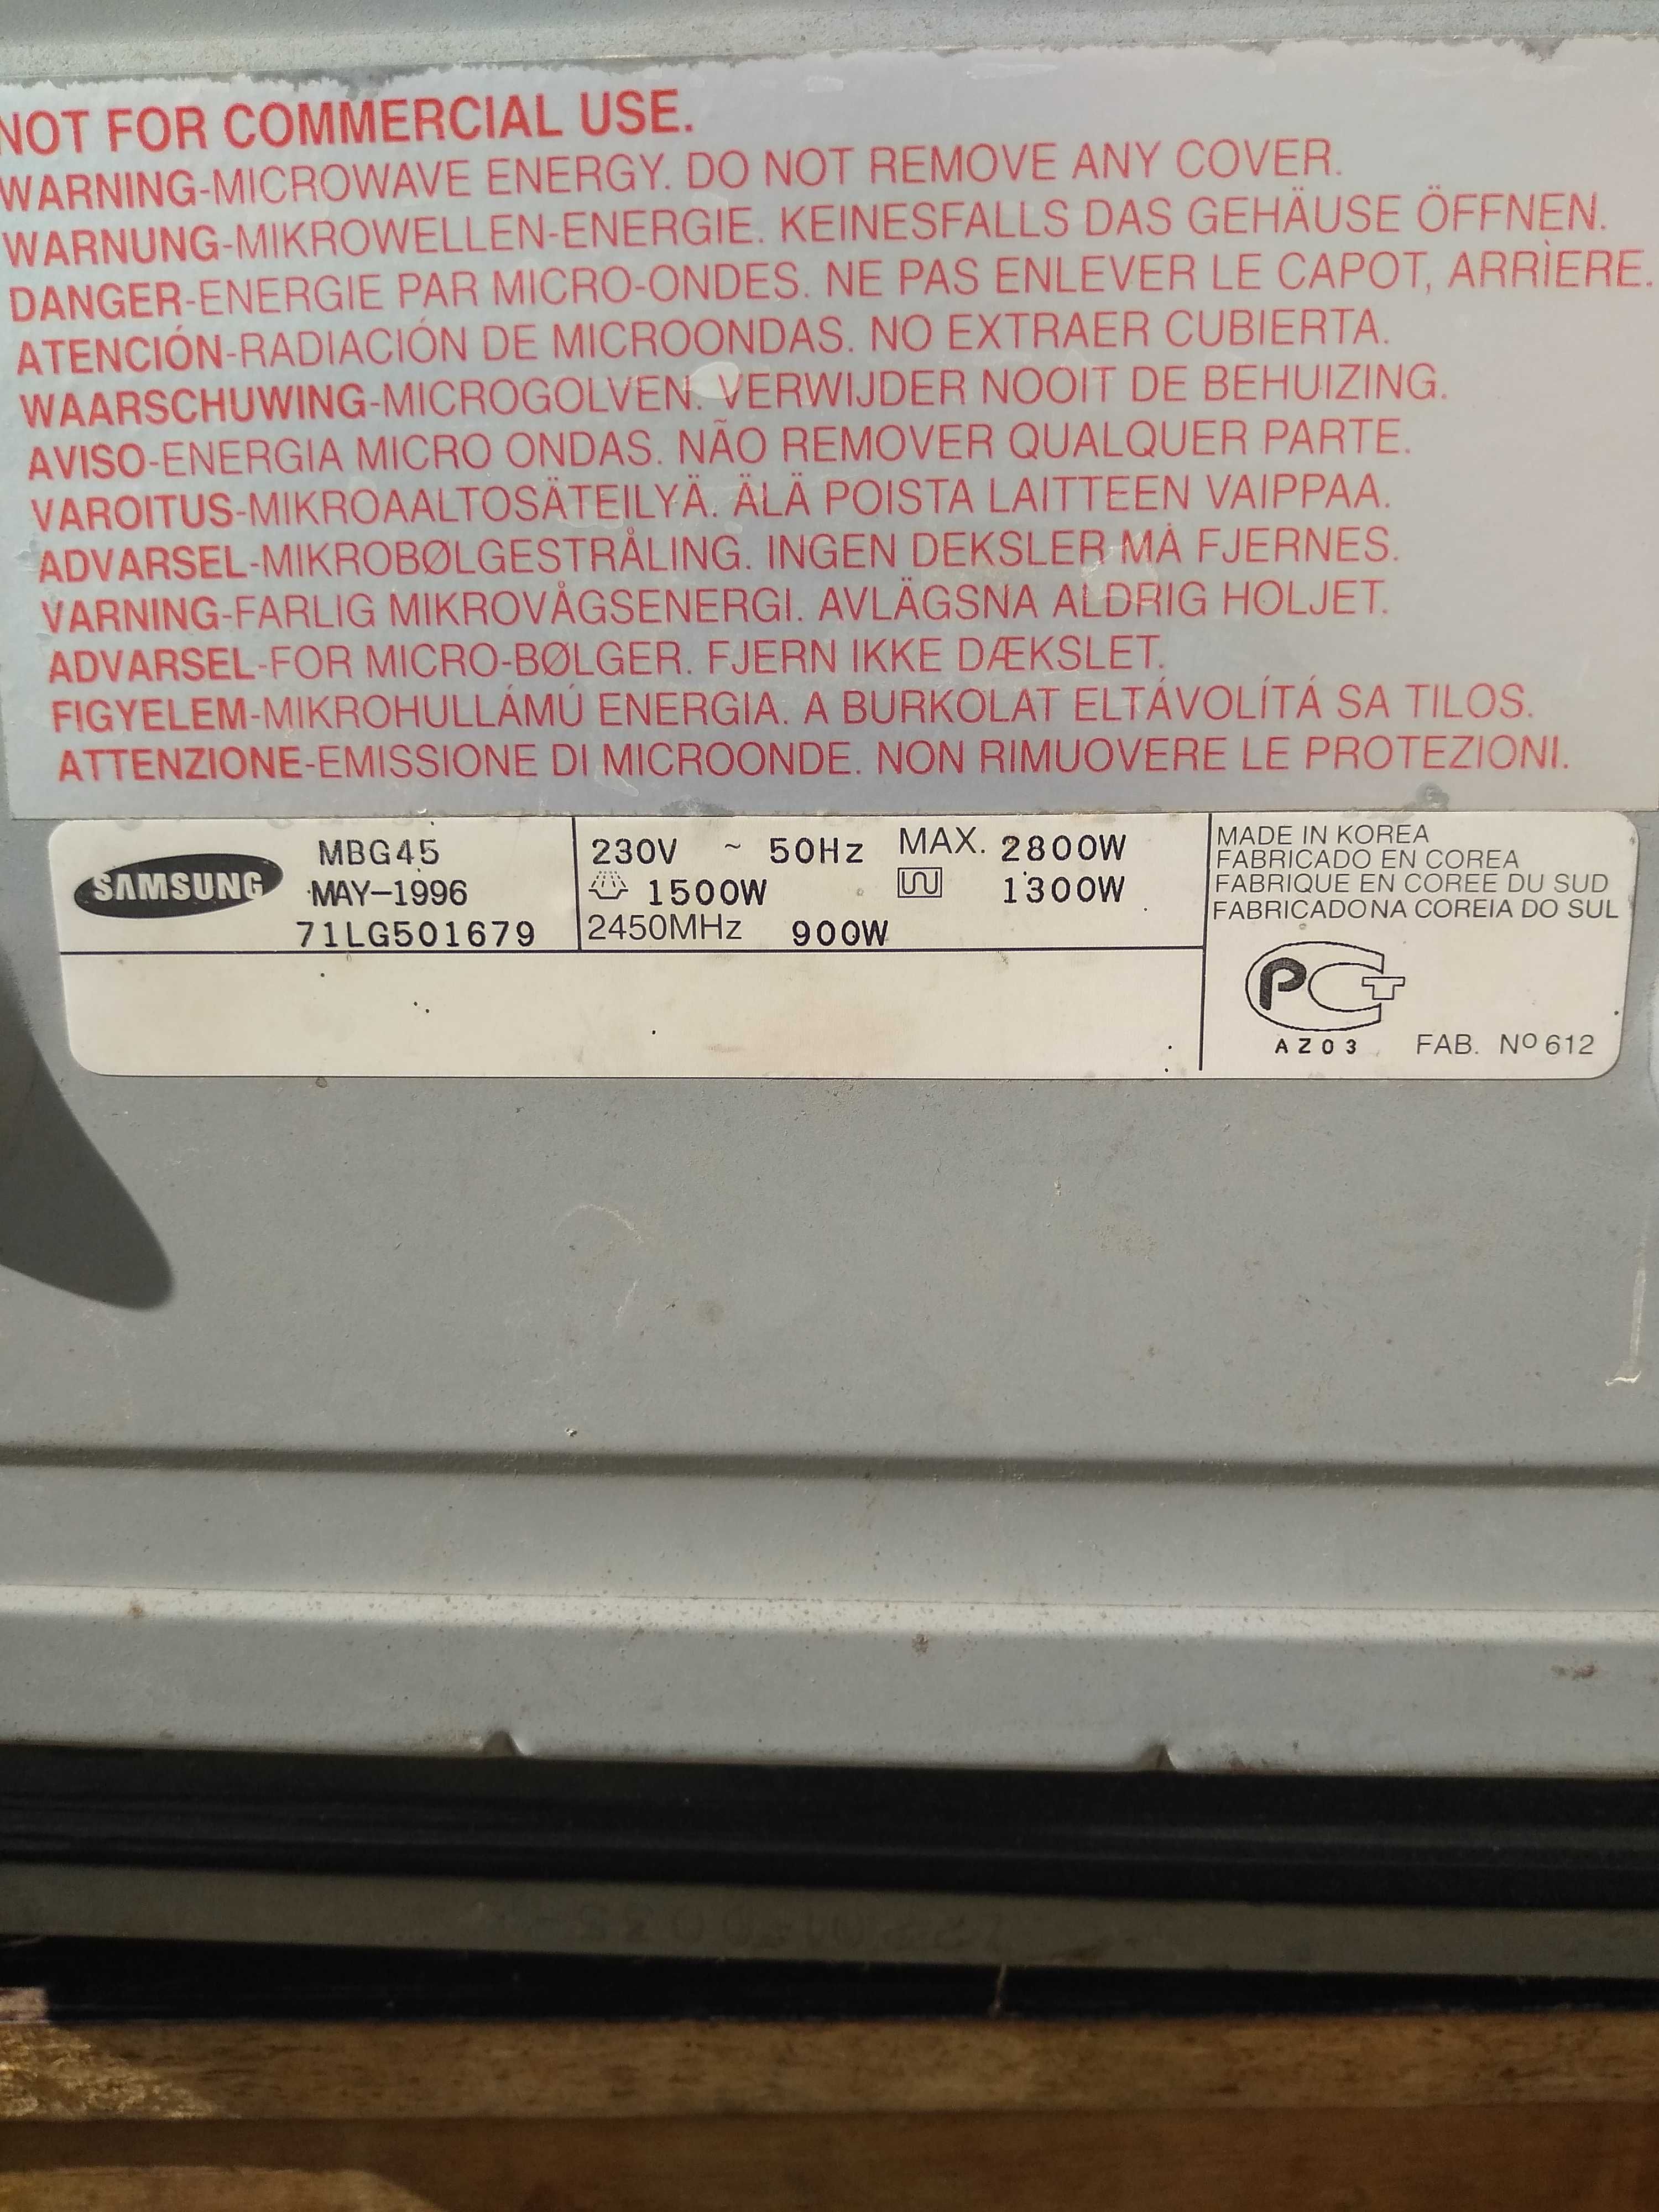 NOT FOR COMMERCIAL USE.
WARNING-MICROWAVE ENERGY. DO NOT REMOVE ANY COVER.
WARNUNG-MIKROWELLEN-ENERGIE. KEINESFALLS DAS GEHÄUSE ÖFFNEN.
DANGER-ENERGIE PAR MICRO-ONDES. NE PAS ENLEVER LE CAPOT, ARRÌERE.
ATENCIÓN-RADIACIÓN DE MICROONDAS. NO EXTRAER CUBIERTA.
WAARSCHUWING-MICROGOLVEN. VERWIJDER NOOIT DE BEHUIZING.
AVISO-ENERGIA MICRO ONDAS. NÃO REMOVER QUALQUER PARTE.
VAROITUS-MIKROAALTOSÄTEILYÄ. ÄLÄ POISTA LAITTEEN VAIPPAA.
ADVARSEL-MIKROBØLGESTRÅLING. INGEN DEKSLER MÅ FJERNES.
VARNING-FARLIG MIKROVÅGSENERGI. AVLÄGSNA ALDRIG HOLJET.
ADVARSEL-FOR MICRO-BØLGER. FJERN IKKE DÆKSLET.
FIGYELEM-MIKROHULLÁMÚ ENERGIA. A BURKOLAT ELTÁVOLÍTÁ SA TILOS.
ATTENZIONE-EMISSIONE DI MICROONDE. NON RIMUOVERE LE PROTEZIONI.
SAMSUNG
MBG45
MAY-1996
71LG501679
230V ~ 50Hz MAX. 2800W
1500W 1300W
2450MHz 900W
MADE IN KOREA
FABRICADO EN COREA
FABRIQUE EN COREE DU SUD
FABRICADO NA COREIA DO SUL
PCT
AZ03 FAB. Nº 612